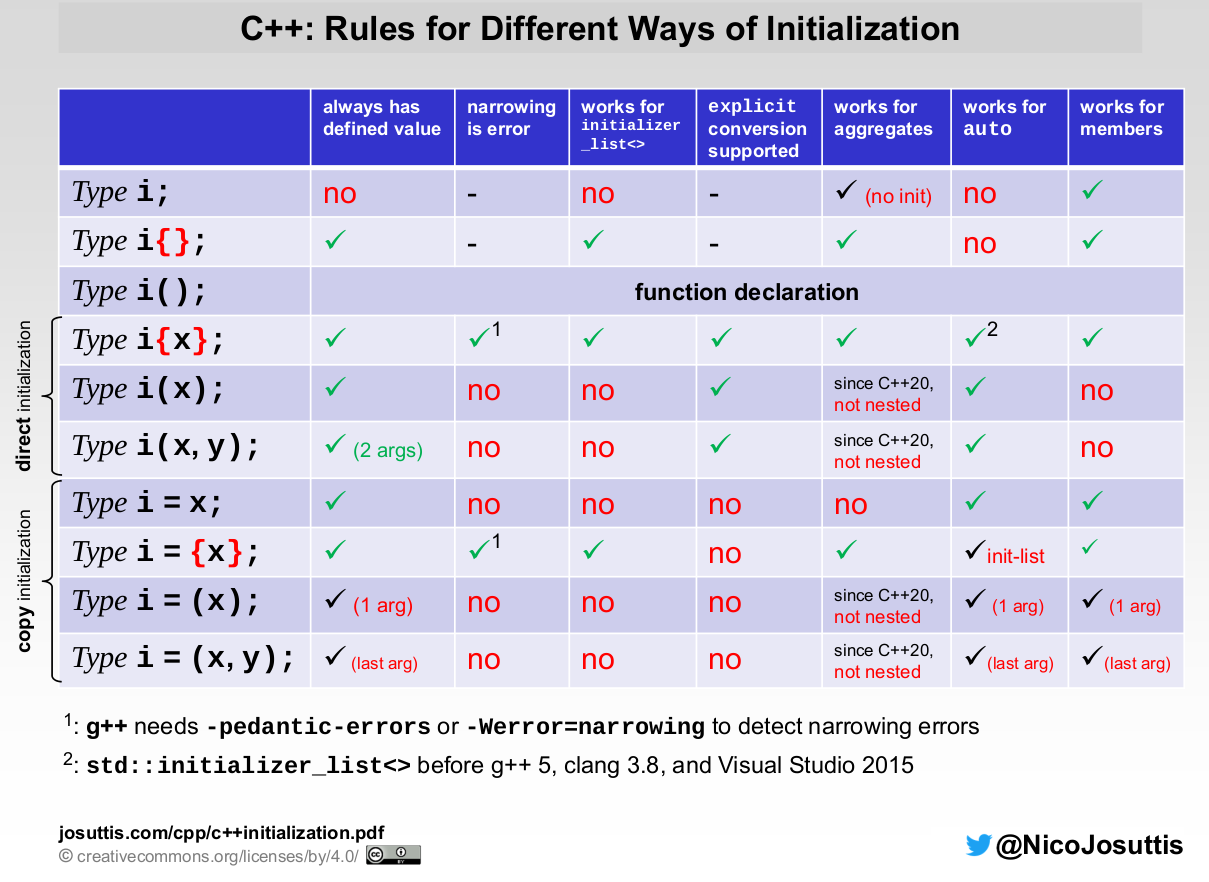 C++: Rules for Different Ways of Initialization
always has defined value | narrowing is error | works for initializer_list<> | explicit conversion supported | works for aggregates | works for auto | works for members
Type i; | no | - | no | - | ✓ (no init) | no | ✓
Type i{}; | ✓ | - | ✓ | - | ✓ | no | ✓
Type i(); | function declaration
direct initialization
Type i{x}; | ✓ | ✓1 | ✓ | ✓ | ✓ | ✓2 | ✓
Type i(x); | ✓ | no | no | ✓ | since C++20, not nested | ✓ | no
Type i(x, y); | ✓ (2 args) | no | no | ✓ | since C++20, not nested | ✓ | no
copy initialization
Type i = x; | ✓ | no | no | no | no | ✓ | ✓
Type i = {x}; | ✓ | ✓1 | ✓ | no | ✓ | ✓ init-list | ✓
Type i = (x); | ✓ (1 arg) | no | no | no | since C++20, not nested | ✓ (1 arg) | ✓ (1 arg)
Type i = (x, y); | ✓ (last arg) | no | no | no | since C++20, not nested | ✓ (last arg) | ✓ (last arg)
1: g++ needs -pedantic-errors or -Werror=narrowing to detect narrowing errors
2: std::initializer_list<> before g++ 5, clang 3.8, and Visual Studio 2015
josuttis.com/cpp/c++initialization.pdf
© creativecommons.org/licenses/by/4.0/ cc BY
@NicoJosuttis